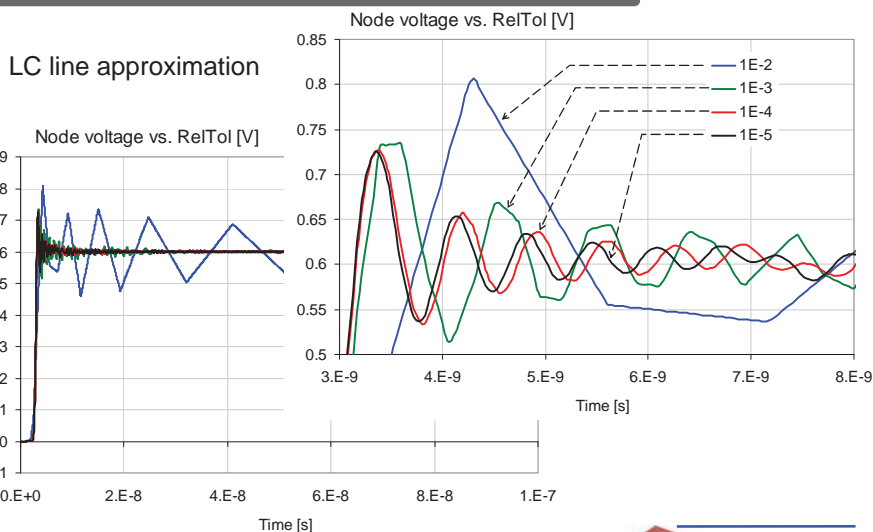 Node voltage vs. RelTol [V]
LC line approximation
0.85
0.8
0.75
0.7
0.65
0.6
0.55
0.5
1E-2
1E-3
1E-4
1E-5
3.E-9
4.E-9
5.E-9
6.E-9
7.E-9
8.E-9
Time [s]
Node voltage vs. RelTol [V]
9
8
7
6
5
4
3
2
1
0
1
0.E+0
2.E-8
4.E-8
6.E-8
8.E-8
1.E-7
Time [s]